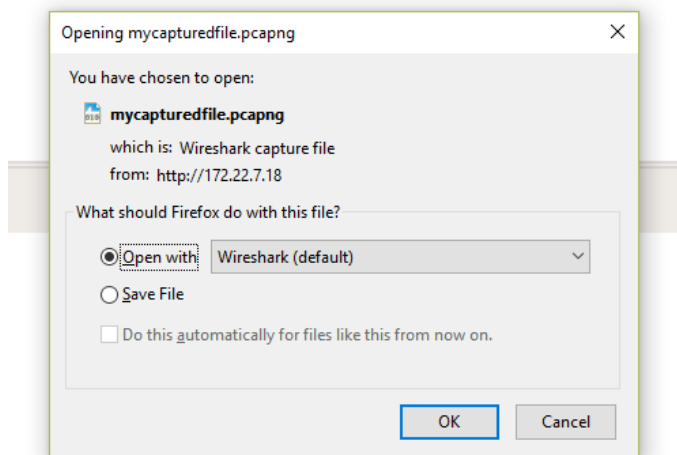 Opening mycapturedfile.pcapng
You have chosen to open:
mycapturedfile.pcapng
which is: Wireshark capture file
from: http://172.22.7.18
What should Firefox do with this file?
Open with Wireshark (default)
Save File
Do this automatically for files like this from now on.
OK Cancel